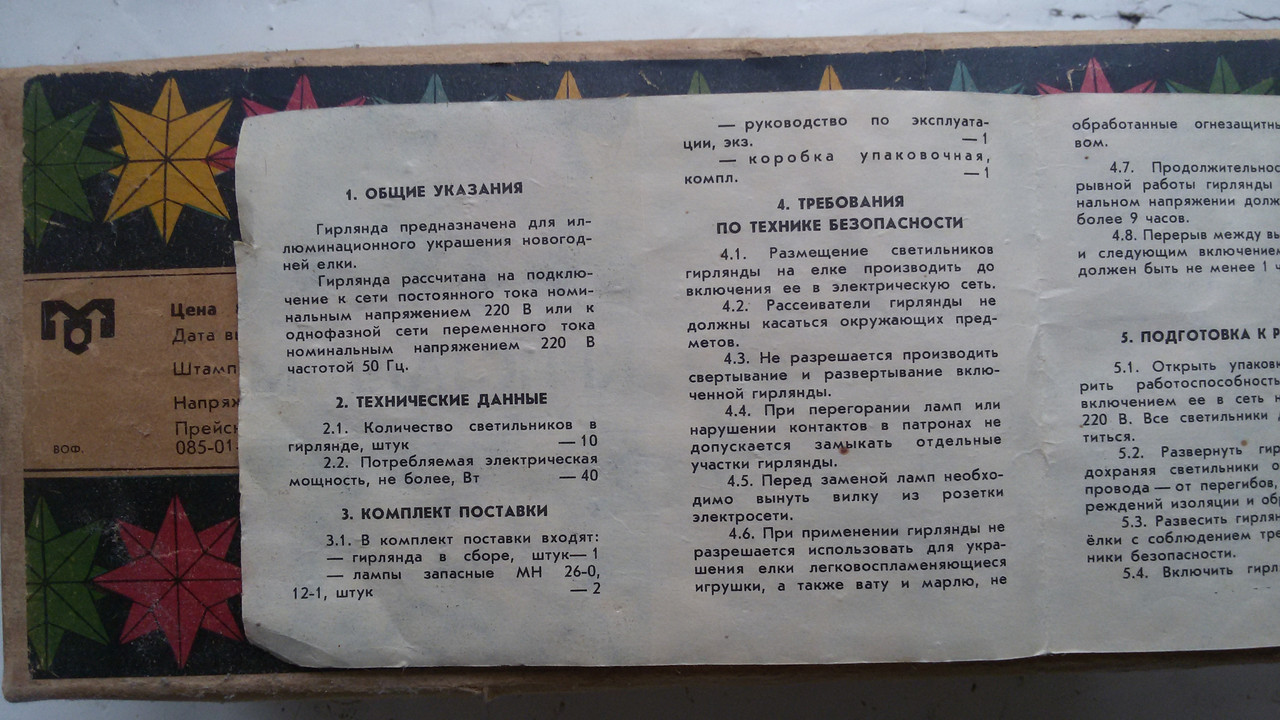 Цена
Дата
Штамп
Напряж
Прейск
085-01
ВОФ.
1. ОБЩИЕ УКАЗАНИЯ
Гирлянда предназначена для ил-
люминационного украшения новогод-
ней елки.
Гирлянда рассчитана на подклю-
чение к сети постоянного тока номи-
нальным напряжением 220 В или к
однофазной сети переменного тока
номинальным напряжением 220 В
частотой 50 Гц.
2. ТЕХНИЧЕСКИЕ ДАННЫЕ
2.1. Количество светильников в
гирлянде, штук — 10
2.2. Потребляемая электрическая
мощность, не более, Вт — 40
3. КОМПЛЕКТ ПОСТАВКИ
3.1. В комплект поставки входят:
— гирлянда в сборе, штук— 1
— лампы запасные МН 26-0,
12-1, штук — 2
— руководство по эксплуата-
ции, экз. — 1
— коробка упаковочная,
компл. — 1
4. ТРЕБОВАНИЯ
ПО ТЕХНИКЕ БЕЗОПАСНОСТИ
4.1. Размещение светильников
гирлянды на елке производить до
включения ее в электрическую сеть.
4.2. Рассеиватели гирлянды не
должны касаться окружающих пред-
метов.
4.3. Не разрешается производить
свертывание и развертывание вклю-
ченной гирлянды.
4.4. При перегорании ламп или
нарушении контактов в патронах не
допускается замыкать отдельные
участки гирлянды.
4.5. Перед заменой ламп необхо-
димо вынуть вилку из розетки
электросети.
4.6. При применении гирлянды не
разрешается использовать для укра-
шения елки легковоспламеняющиеся
игрушки, а также вату и марлю, не
обработанные огнезащитны
вом.
4.7. Продолжительнос
рывной работы гирлянды
нальном напряжении долж
более 9 часов.
4.8. Перерыв между вы
и следующим включением
должен быть не менее 1 ч
5. ПОДГОТОВКА К Р
5.1. Открыть упаковк
рить работоспособность
включением ее в сеть н
220 В. Все светильники
титься.
5.2. Развернуть гир
дохраняя светильники о
провода — от перегибов,
реждений изоляции и об
5.3. Развесить гирлян
ёлки с соблюдением тре
ники безопасности.
5.4. Включить гирл